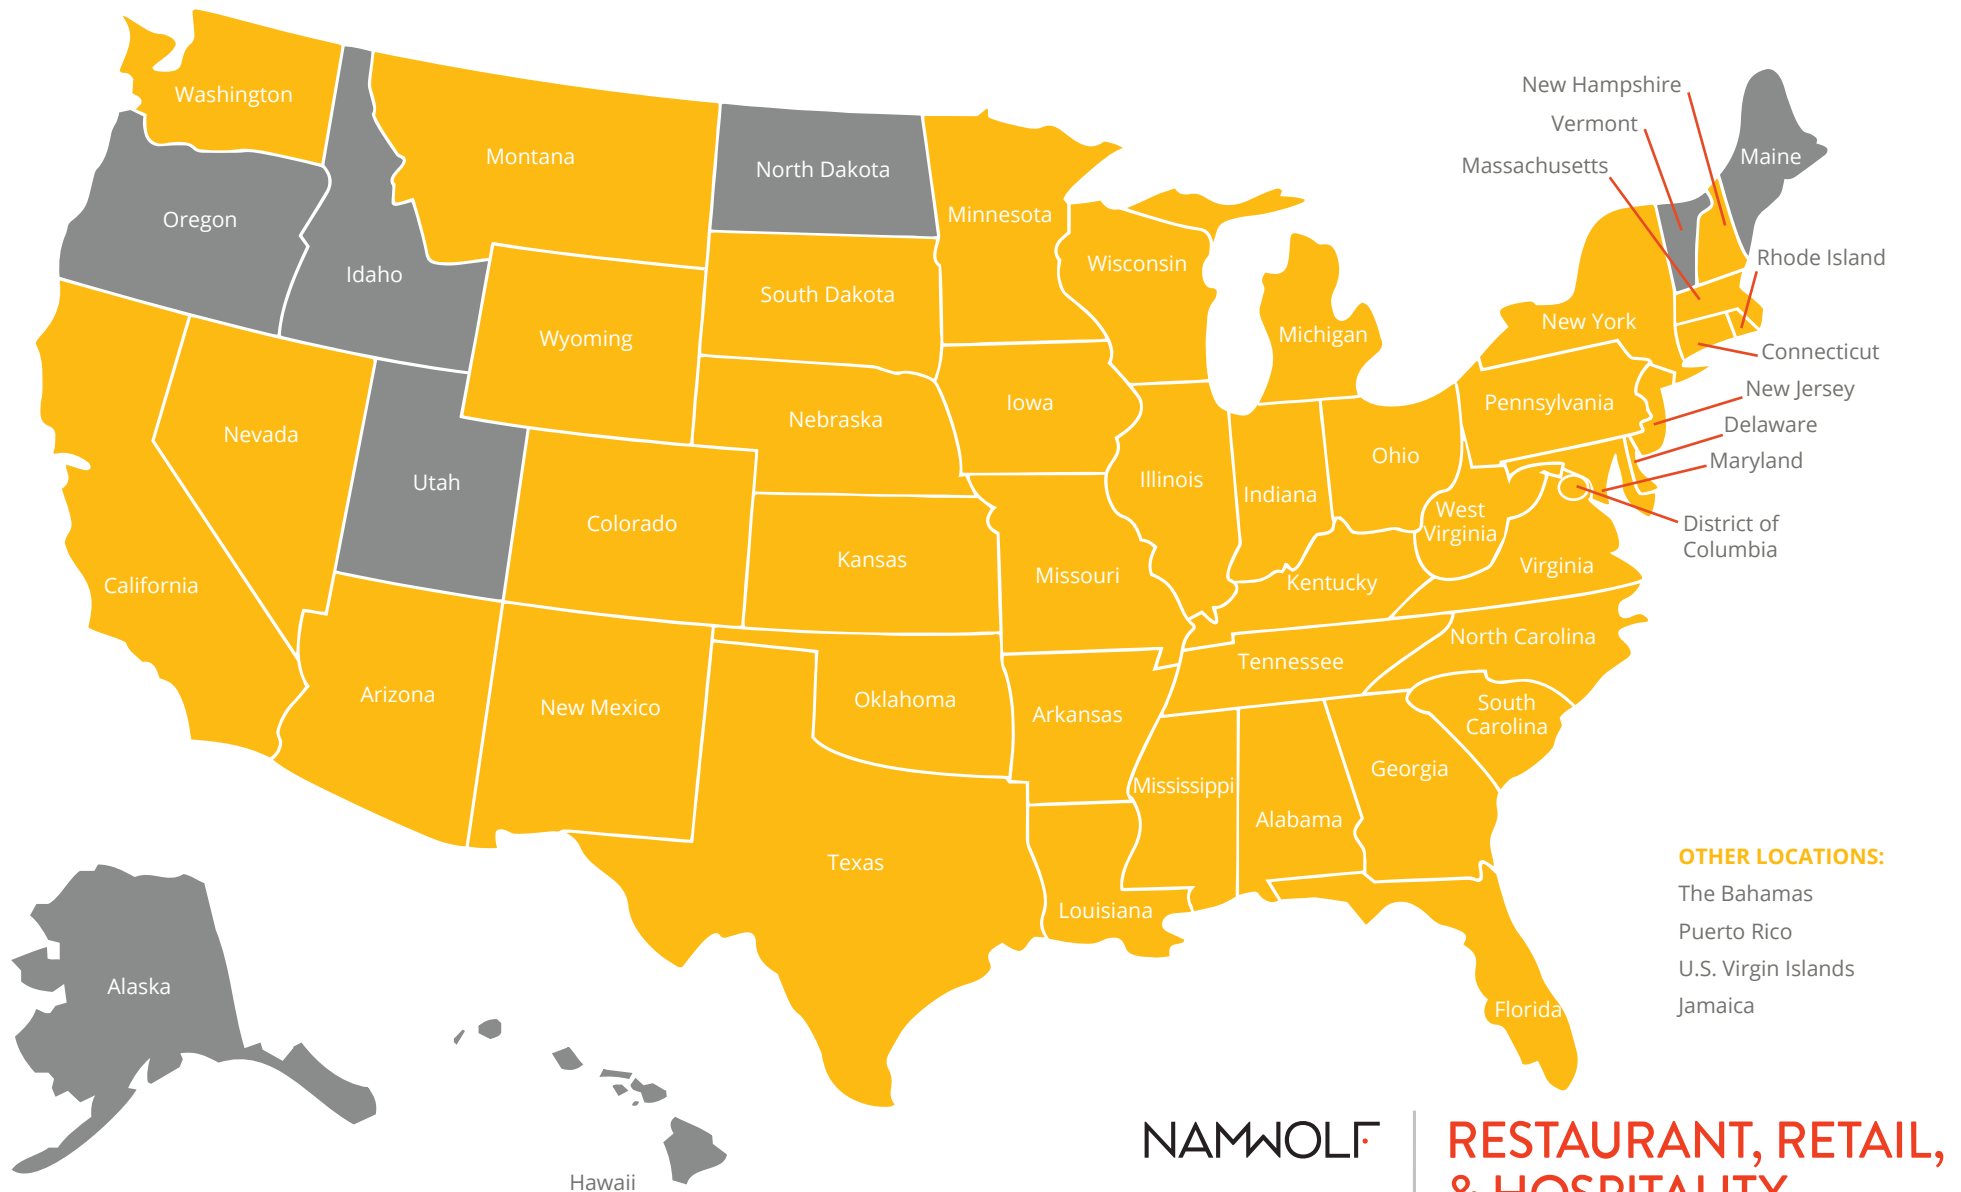 Washington
Oregon
Idaho
Montana
North Dakota
Minnesota
South Dakota
Wyoming
Wisconsin
Michigan
Nebraska
Iowa
Nevada
Utah
Colorado
Kansas
California
Arizona
New Mexico
Oklahoma
Texas
Missouri
Arkansas
Louisiana
Illinois
Indiana
Ohio
Kentucky
Tennessee
Mississippi
Alabama
Georgia
Florida
West
Virginia
Virginia
North Carolina
South
Carolina
Pennsylvania
New York
Maine
New Hampshire
Vermont
Massachusetts
Rhode Island
Connecticut
New Jersey
Delaware
Maryland
District of
Columbia
Alaska
Hawaii
OTHER LOCATIONS:
The Bahamas
Puerto Rico
U.S. Virgin Islands
Jamaica
NAMWOLF
RESTAURANT, RETAIL,
& HOSPITALITY